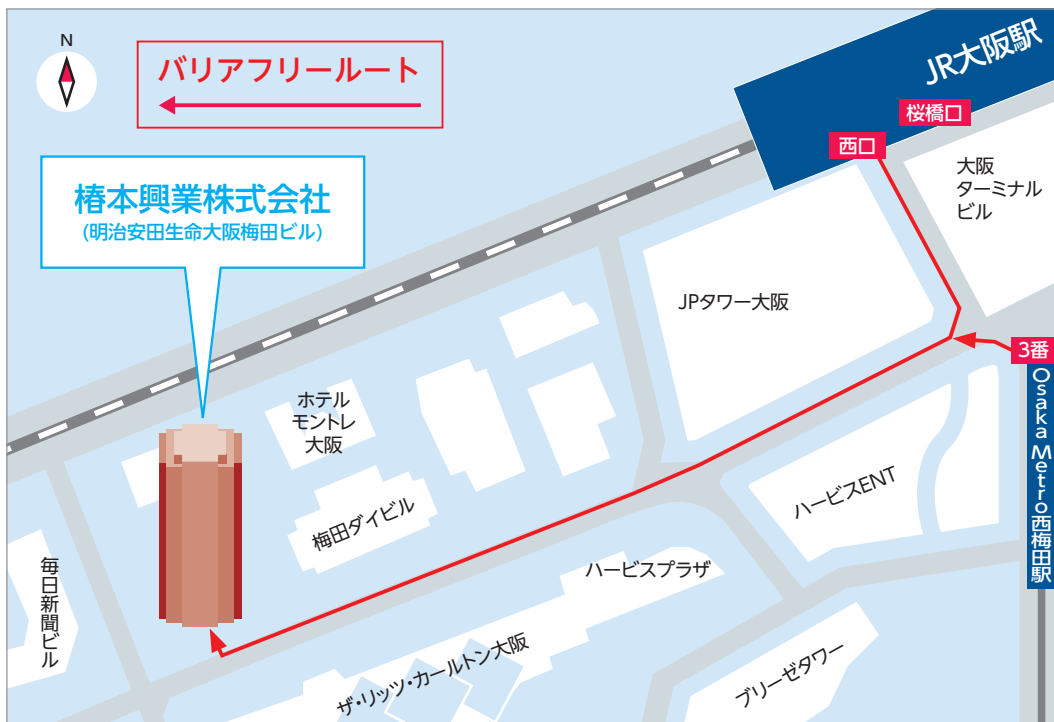 N
バリアフリールート
JR大阪駅
桜橋口
西口
大阪
ターミナル
ビル
椿本興業株式会社
(明治安田生命大阪梅田ビル)
JPタワー大阪
3番
Osaka Metro西梅田駅
ホテル
モントレ
大阪
梅田ダイビル
ハービスENT
ハービスプラザ
毎日新聞ビル
ザ・リッツ・カールトン大阪
ブリーゼタワー